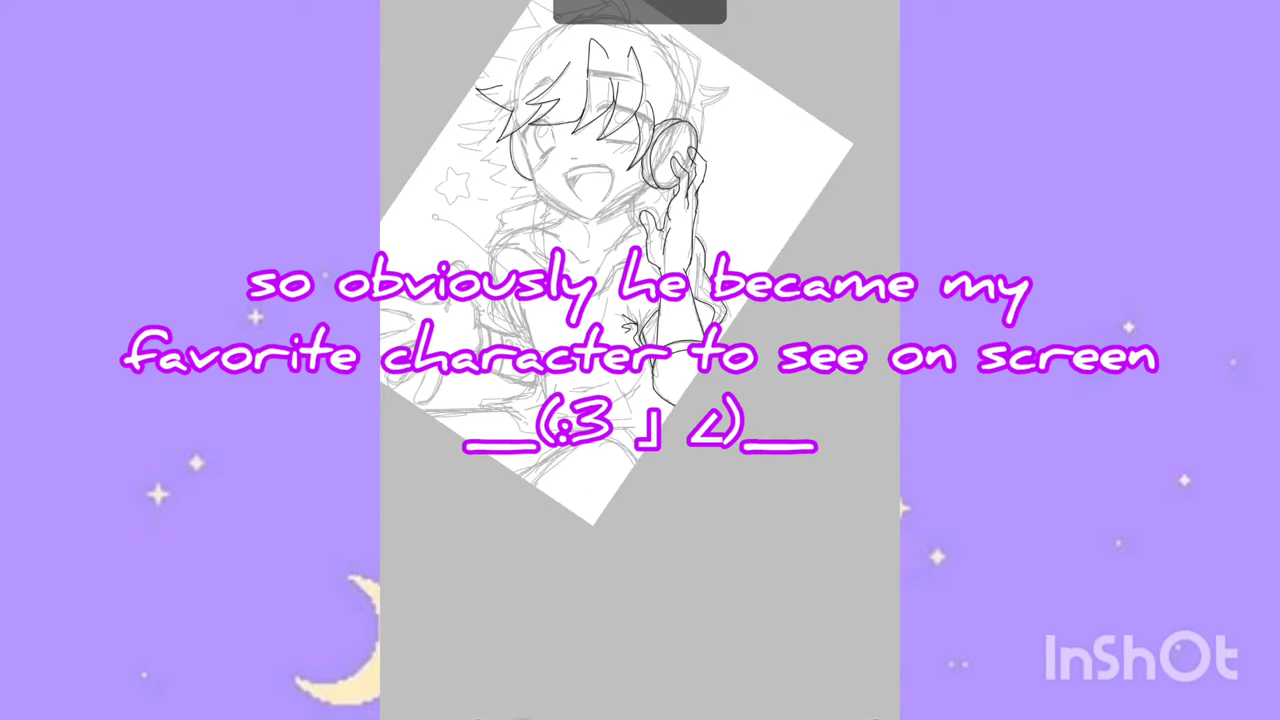 so obviously he became my
favorite character to see on screen
__(:3 」 ∠)__
InShOt